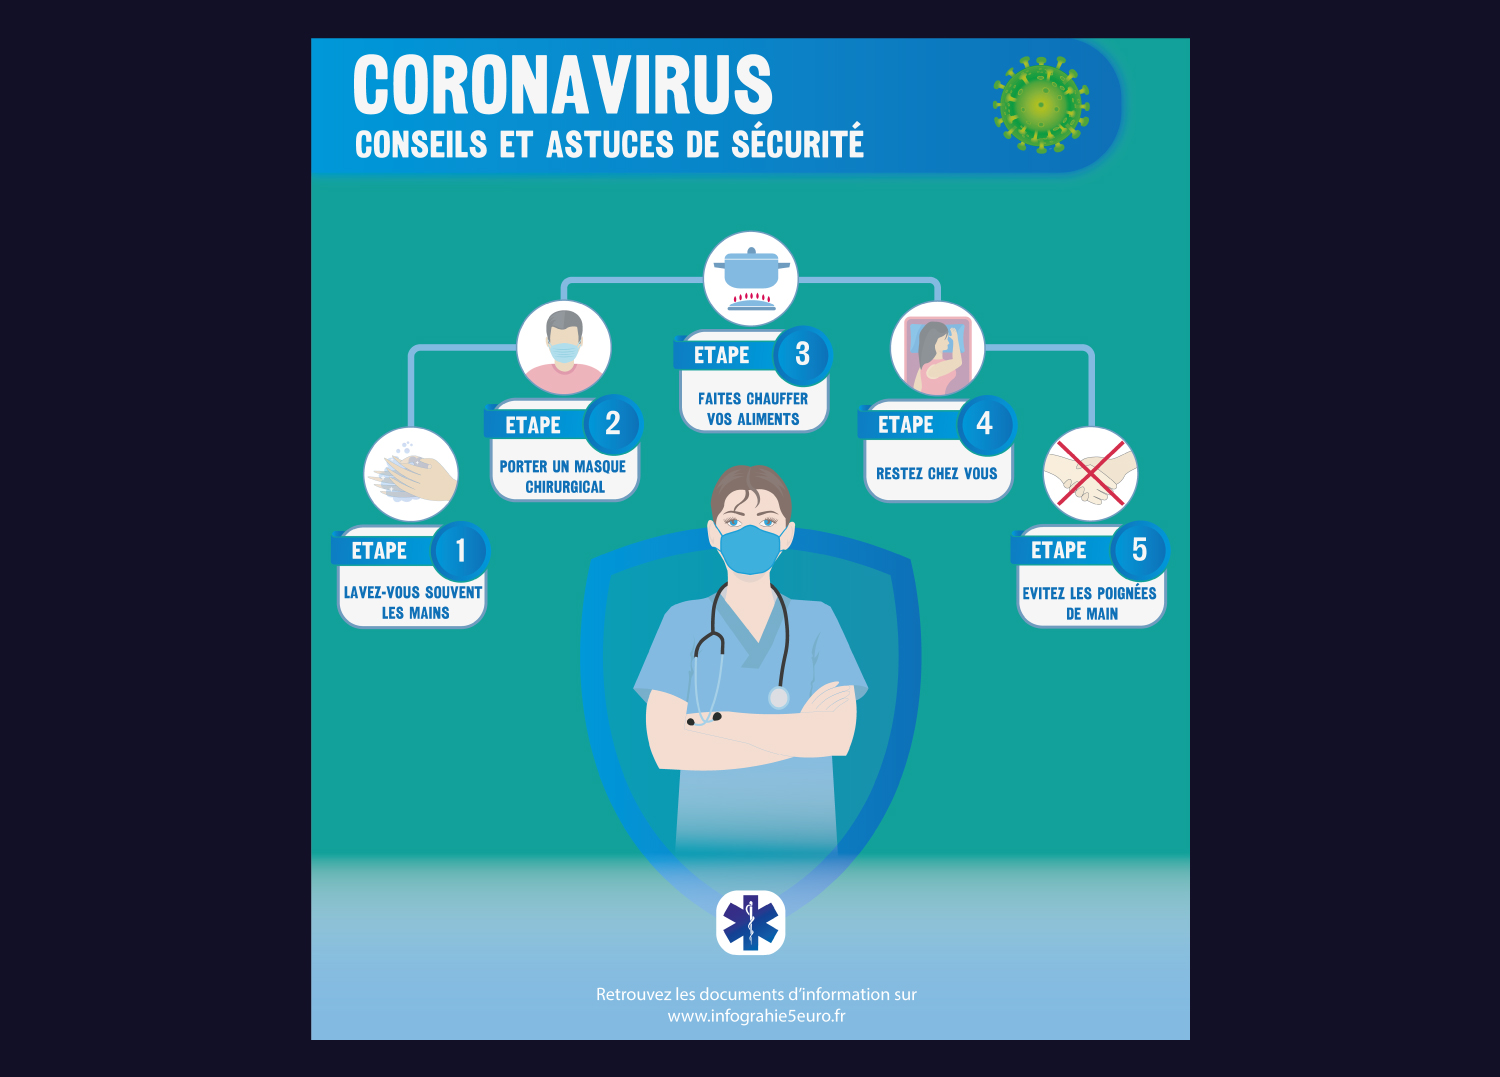 CORONAVIRUS
CONSEILS ET ASTUCES DE SÉCURITÉ
ETAPE 1
LAVEZ-VOUS SOUVENT
LES MAINS
ETAPE 2
PORTER UN MASQUE
CHIRURGICAL
ETAPE 3
FAITES CHAUFFER
VOS ALIMENTS
ETAPE 4
RESTEZ CHEZ VOUS
ETAPE 5
EVITEZ LES POIGNÉES
DE MAIN
Retrouvez les documents d'information sur
www.infograhie5euro.fr